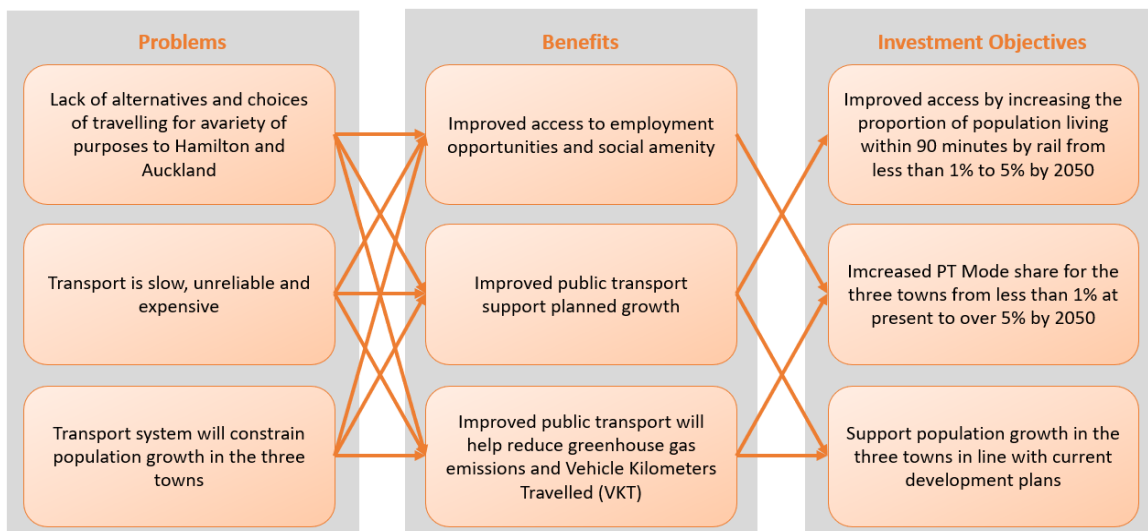 Problems
Lack of alternatives and choices
of travelling for avariety of
purposes to Hamilton and
Auckland
Transport is slow, unreliable and
expensive
Transport system will constrain
population growth in the three
towns
Benefits
Improved access to employment
opportunities and social amenity
Improved public transport
support planned growth
Improved public transport will
help reduce greenhouse gas
emissions and Vehicle Kilometers
Travelled (VKT)
Investment Objectives
Improved access by increasing the
proportion of population living
within 90 minutes by rail from
less than 1% to 5% by 2050
Imcreased PT Mode share for the
three towns from less than 1% at
present to over 5% by 2050
Support population growth in the
three towns in line with current
development plans